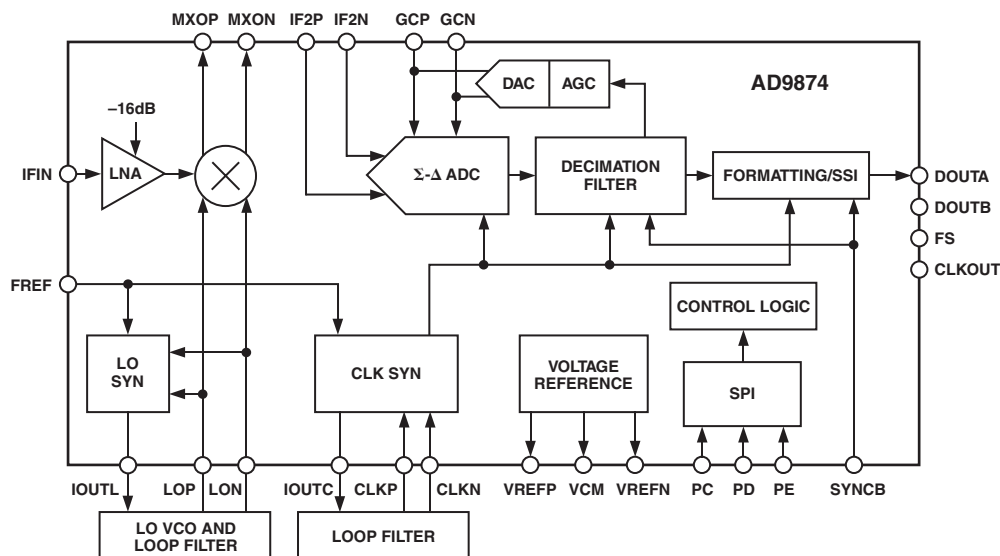 MXOP MXON IF2P IF2N GCP GCN
AD9874
DAC AGC
–16dB
IFIN
LNA
Σ-Δ ADC
DECIMATION
FILTER
FORMATTING/SSI
DOUTA
DOUTB
FS
CLKOUT
FREF
CONTROL LOGIC
LO
SYN
CLK SYN
VOLTAGE
REFERENCE
SPI
IOUTL LOP LON IOUTC CLKP CLKN VREFP VCM VREFN PC PD PE SYNCB
LO VCO AND
LOOP FILTER
LOOP FILTER